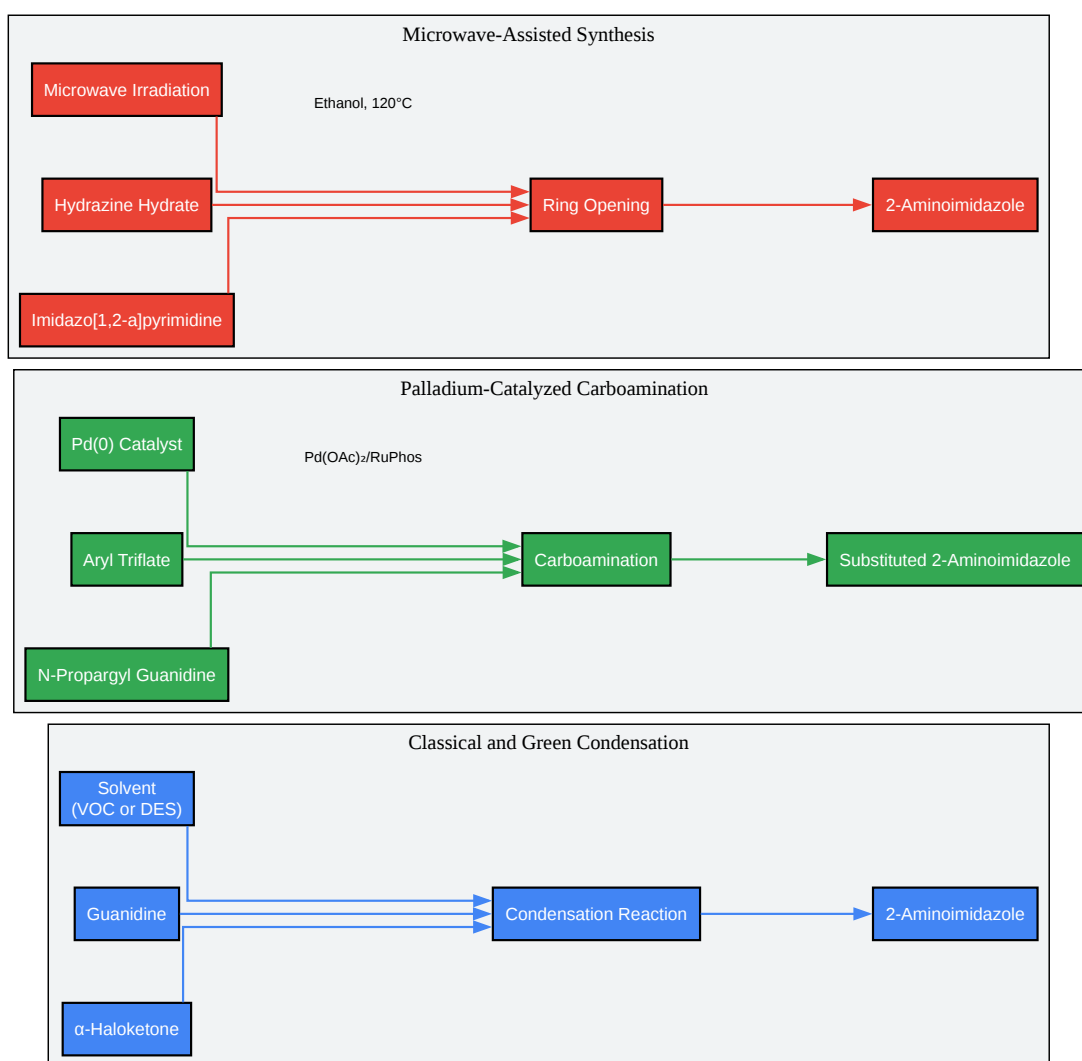 Microwave-Assisted Synthesis
Microwave Irradiation
Ethanol, 120°C
Hydrazine Hydrate
Ring Opening
2-Aminoimidazole
Imidazo[1,2-a]pyrimidine
Palladium-Catalyzed Carboamination
Pd(0) Catalyst
Pd(OAc)₂/RuPhos
Aryl Triflate
Carboamination
Substituted 2-Aminoimidazole
N-Propargyl Guanidine
Classical and Green Condensation
Solvent
(VOC or DES)
Guanidine
Condensation Reaction
2-Aminoimidazole
α-Haloketone